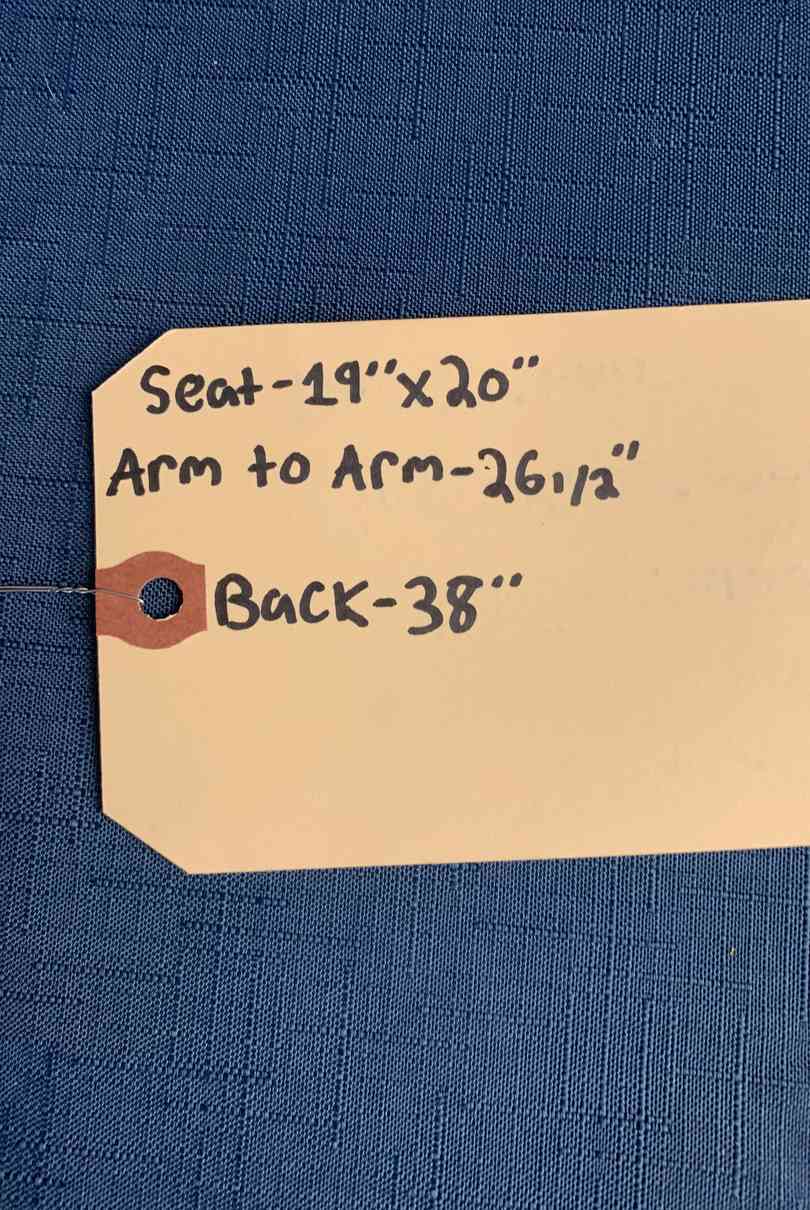 Seat-19"x20"
Arm to Arm-26 1/2"
Back-38"